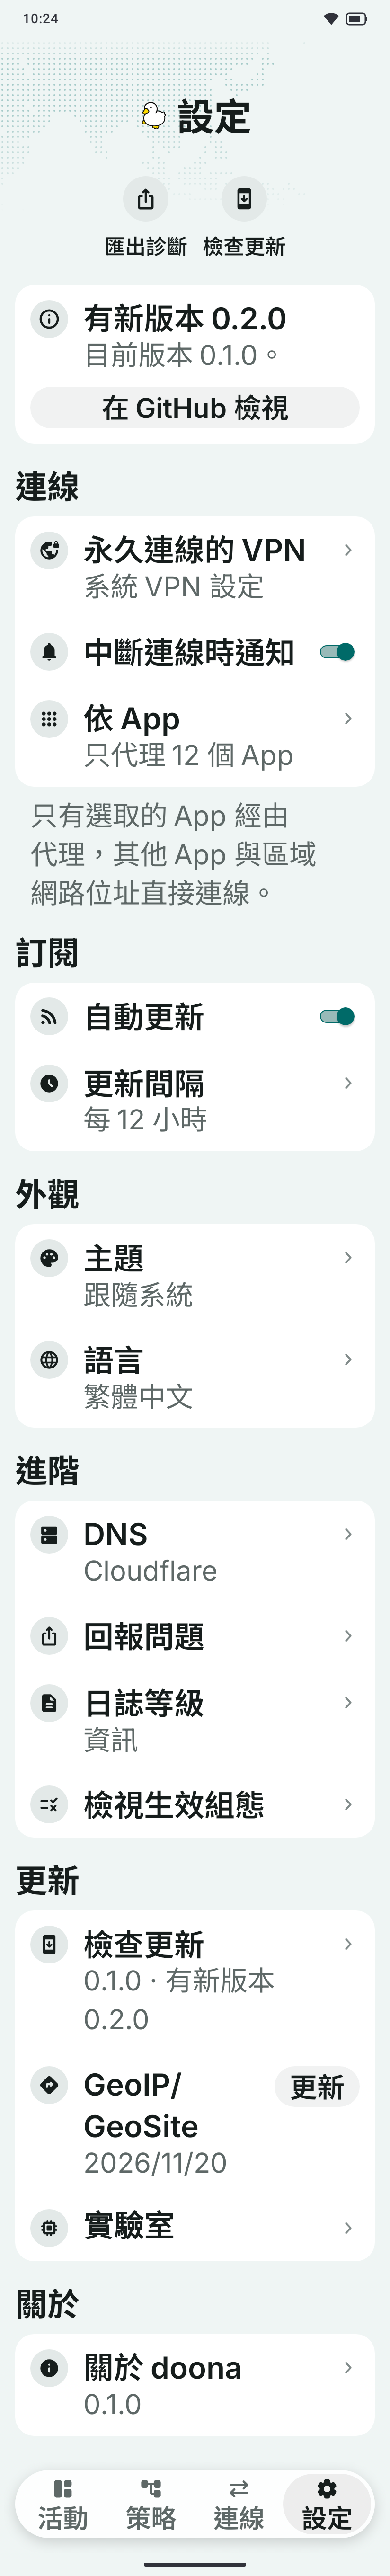 10:24
設定
匯出診斷
檢查更新
有新版本 0.2.0
目前版本 0.1.0。
在 GitHub 檢視
連線
永久連線的 VPN
系統 VPN 設定
中斷連線時通知
依 App
只代理 12 個 App
只有選取的 App 經由
代理，其他 App 與區域
網路位址直接連線。
訂閱
自動更新
更新間隔
每 12 小時
外觀
主題
跟隨系統
語言
繁體中文
進階
DNS
Cloudflare
回報問題
日誌等級
資訊
檢視生效組態
更新
檢查更新
0.1.0 · 有新版本
0.2.0
GeoIP/
GeoSite
更新
2026/11/20
實驗室
關於
關於 doona
0.1.0
活動
策略
連線
設定